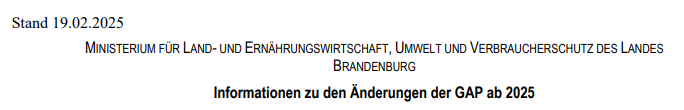 Stand 19.02.2025
MINISTERIUM FÜR LAND- UND ERNÄHRUNGSWIRTSCHAFT, UMWELT UND VERBRAUCHERSCHUTZ DES LANDES
BRANDENBURG
Informationen zu den Änderungen der GAP ab 2025